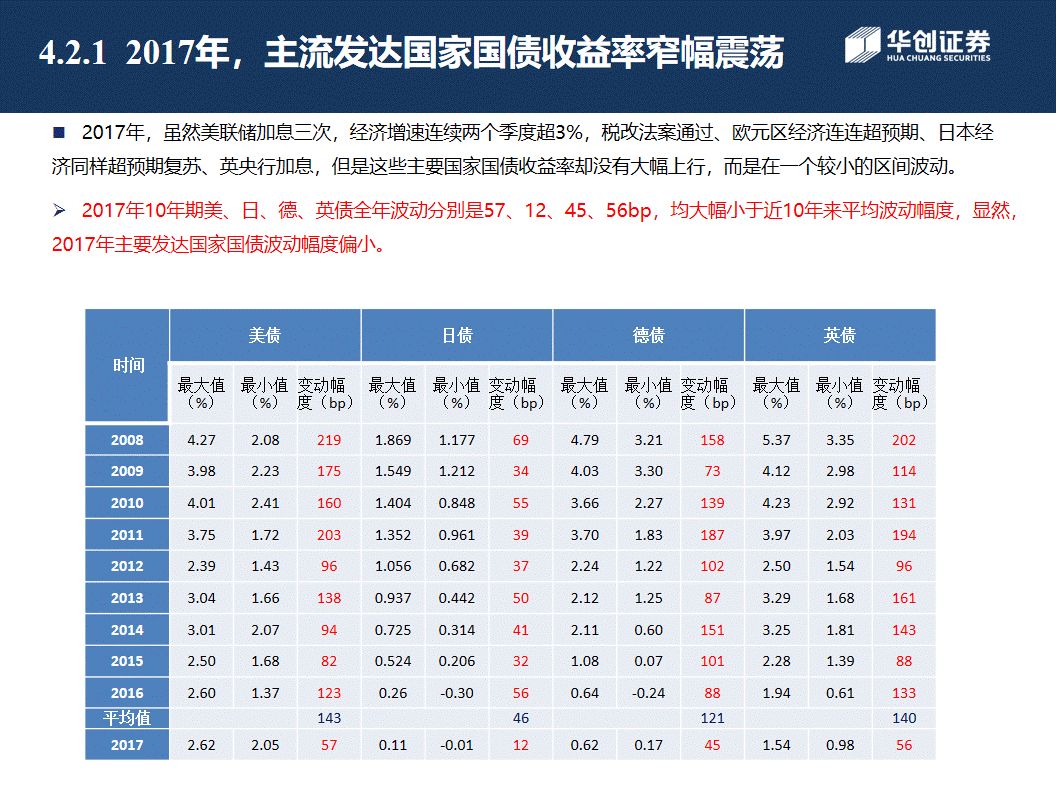 4.2.1 2017年，主流发达国家国债收益率窄幅震荡
华创证券
HUA CHUANG SECURITIES
■ 2017年，虽然美联储加息三次，经济增速连续两个季度超3%，税改法案通过、欧元区经济连连超预期、日本经
济同样超预期复苏、英央行加息，但是这些主要国家国债收益率却没有大幅上行，而是在一个较小的区间波动。
➢ 2017年10年期美、日、德、英债全年波动分别是57、12、45、56bp，均大幅小于近10年来平均波动幅度，显然，
2017年主要发达国家国债波动幅度偏小。
时间 美债 日债 德债 英债
最大值（%） 最小值（%） 变动幅度（bp） 最大值（%） 最小值（%） 变动幅度（bp） 最大值（%） 最小值（%） 变动幅度（bp） 最大值（%） 最小值（%） 变动幅度（bp）
2008 4.27 2.08 219 1.869 1.177 69 4.79 3.21 158 5.37 3.35 202
2009 3.98 2.23 175 1.549 1.212 34 4.03 3.30 73 4.12 2.98 114
2010 4.01 2.41 160 1.404 0.848 55 3.66 2.27 139 4.23 2.92 131
2011 3.75 1.72 203 1.352 0.961 39 3.70 1.83 187 3.97 2.03 194
2012 2.39 1.43 96 1.056 0.682 37 2.24 1.22 102 2.50 1.54 96
2013 3.04 1.66 138 0.937 0.442 50 2.12 1.25 87 3.29 1.68 161
2014 3.01 2.07 94 0.725 0.314 41 2.11 0.60 151 3.25 1.81 143
2015 2.50 1.68 82 0.524 0.206 32 1.08 0.07 101 2.28 1.39 88
2016 2.60 1.37 123 0.26 -0.30 56 0.64 -0.24 88 1.94 0.61 133
平均值 143 46 121 140
2017 2.62 2.05 57 0.11 -0.01 12 0.62 0.17 45 1.54 0.98 56